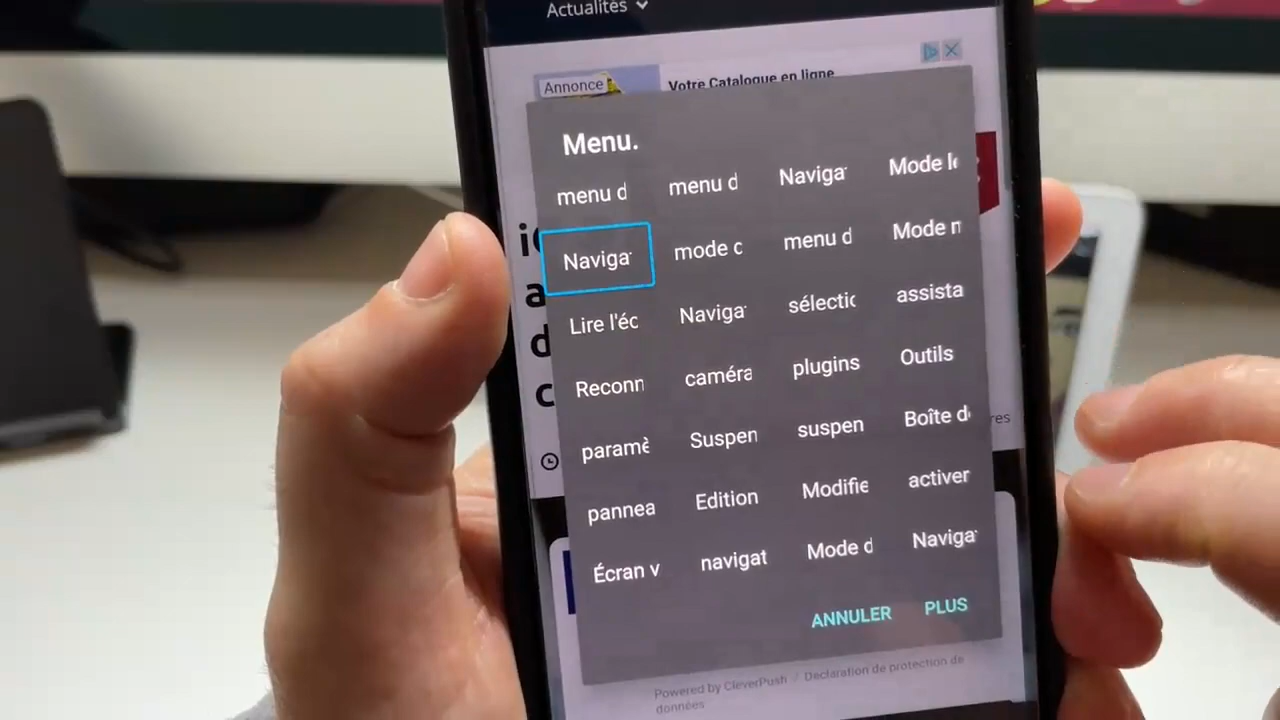 Actualités
Annonce
Votre Catalogue en ligne
Menu.
menu d menu d Naviga Mode le
Naviga mode c menu d Mode n
Lire l'éc Naviga sélectic assista
Reconn caméra plugins Outils
paramè Suspen suspen Boîte de
pannea Edition Modifie activer
Écran v navigat Mode d Naviga
ANNULER PLUS
Powered by CleverPush / Declaration de protection de
données